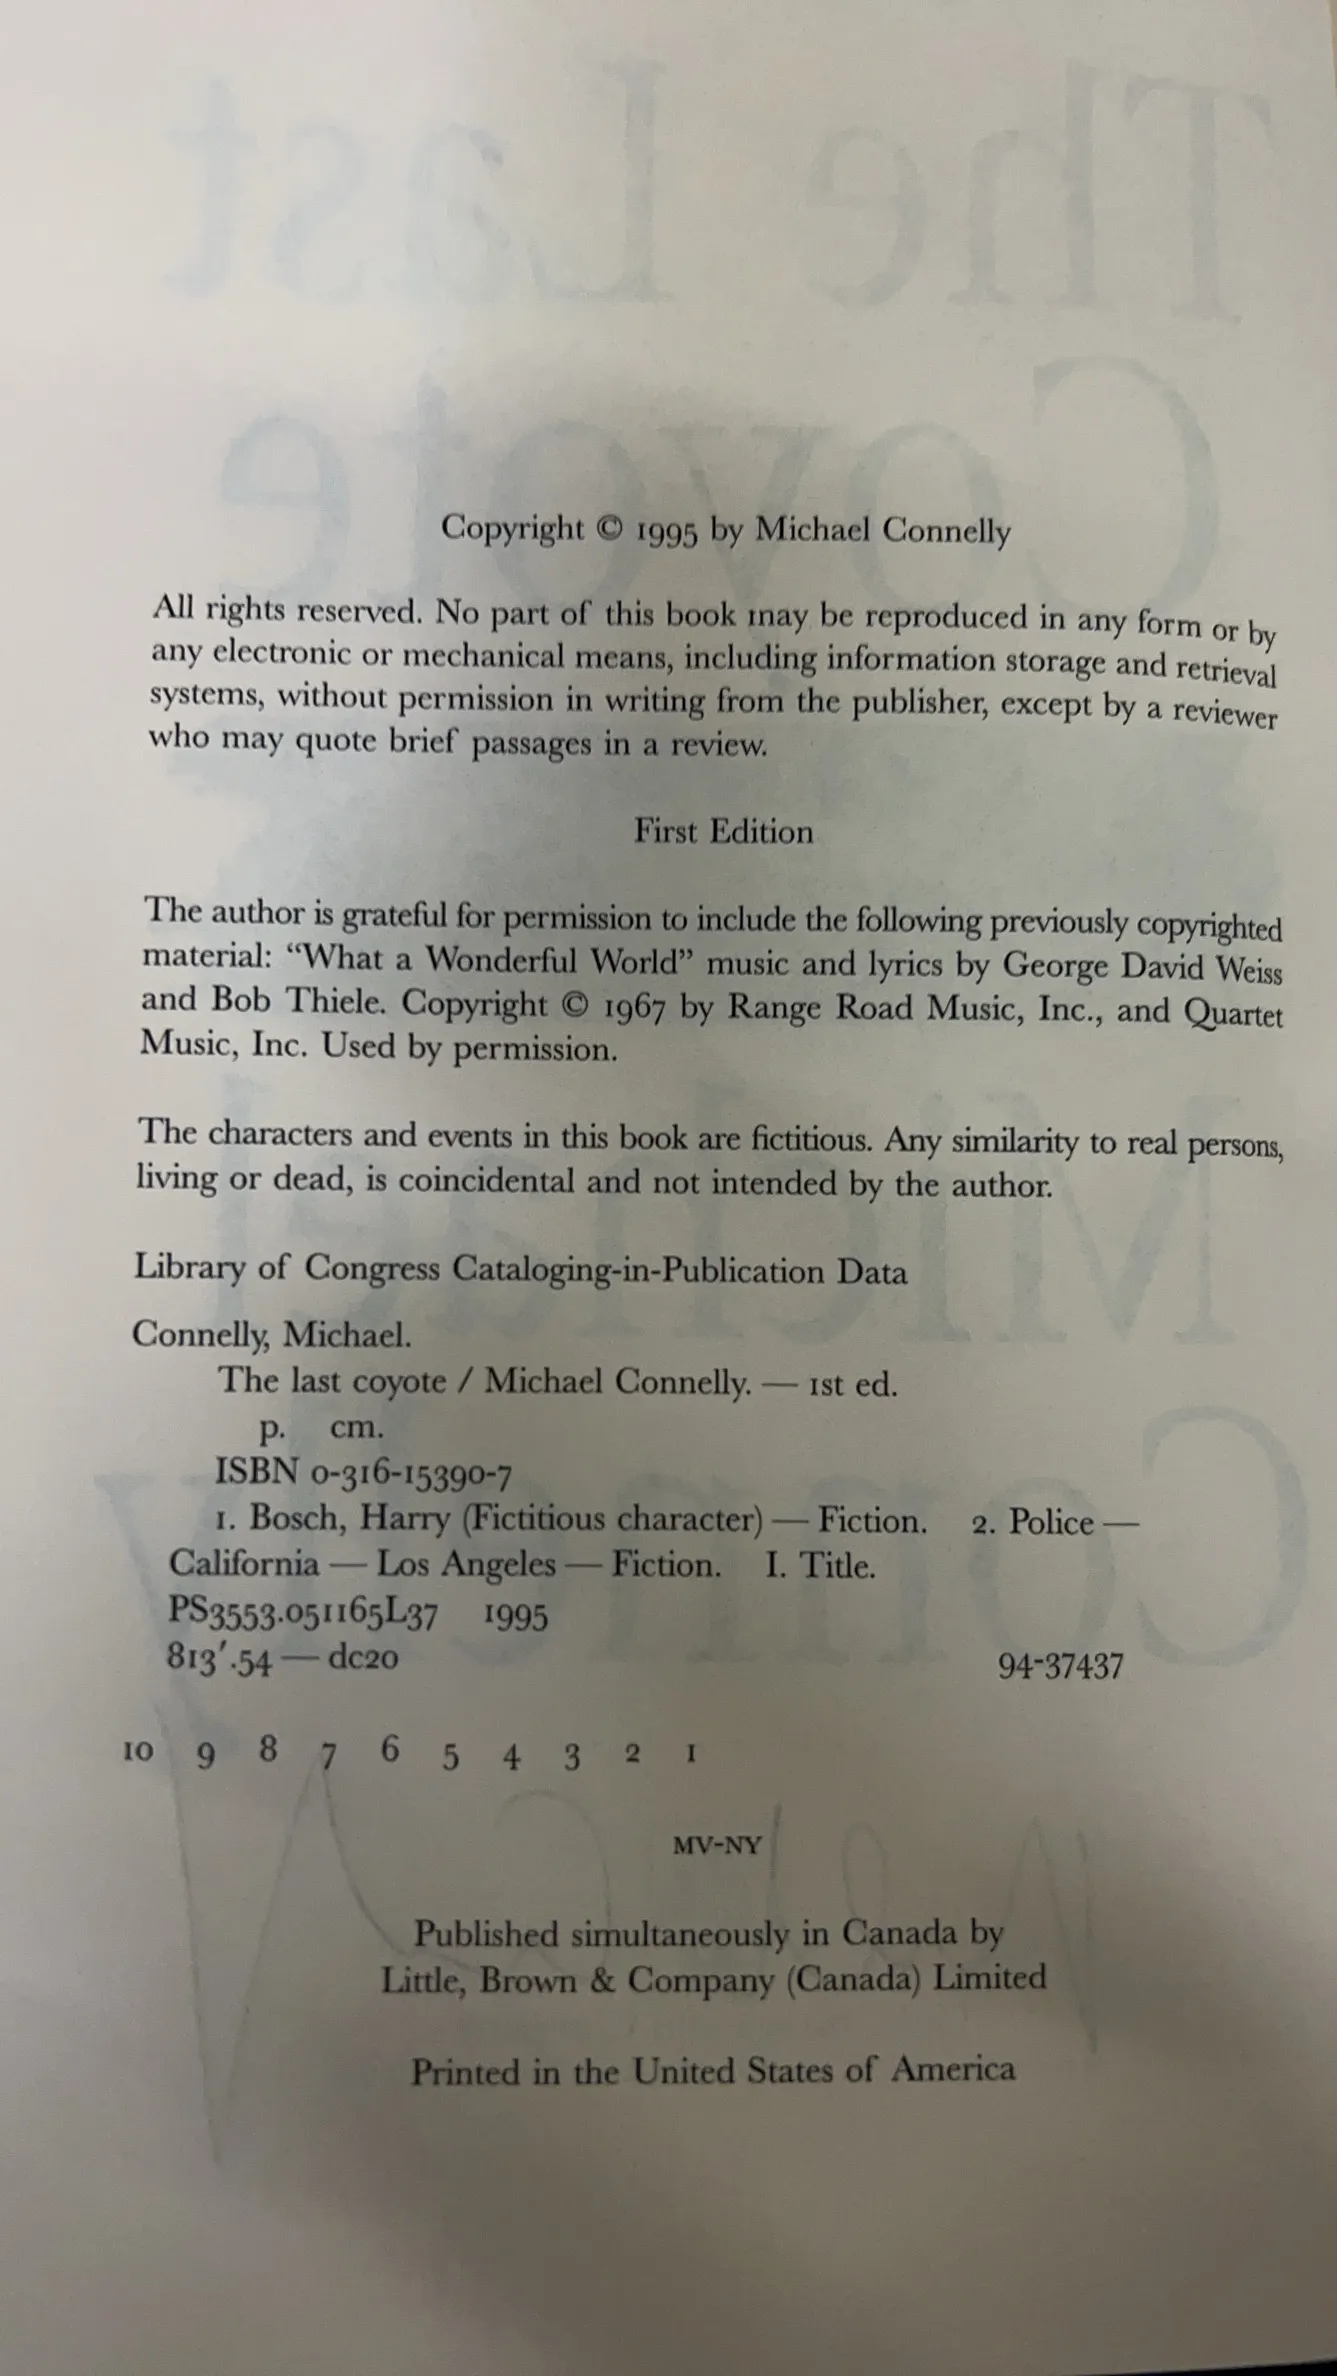 Copyright © 1995 by Michael Connelly
All rights reserved. No part of this book may be reproduced in any form or by
any electronic or mechanical means, including information storage and retrieval
systems, without permission in writing from the publisher, except by a reviewer
who may quote brief passages in a review.
First Edition
The author is grateful for permission to include the following previously copyrighted
material: “What a Wonderful World” music and lyrics by George David Weiss
and Bob Thiele. Copyright © 1967 by Range Road Music, Inc., and Quartet
Music, Inc. Used by permission.
The characters and events in this book are fictitious. Any similarity to real persons,
living or dead, is coincidental and not intended by the author.
Library of Congress Cataloging-in-Publication Data
Connelly, Michael.
The last coyote / Michael Connelly. — 1st ed.
p. cm.
ISBN 0-316-15390-7
1. Bosch, Harry (Fictitious character) — Fiction. 2. Police —
California — Los Angeles — Fiction. I. Title.
PS3553.051165L37 1995
813′.54 — dc20 94-37437
10 9 8 7 6 5 4 3 2 1
MV-NY
Published simultaneously in Canada by
Little, Brown & Company (Canada) Limited
Printed in the United States of America